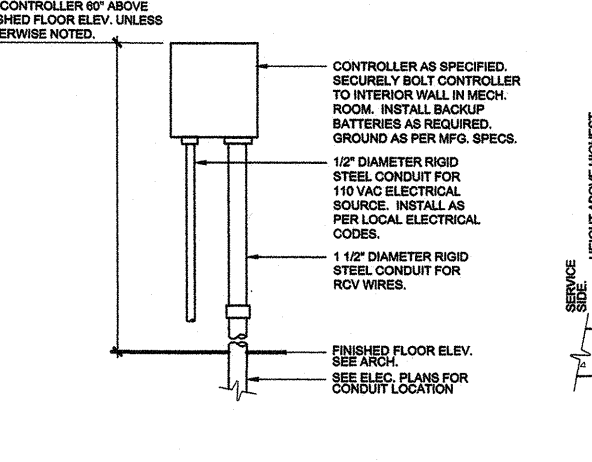 CONTROLLER 60" ABOVE
SHED FLOOR ELEV. UNLESS
ERWISE NOTED.
CONTROLLER AS SPECIFIED.
SECURELY BOLT CONTROLLER
TO INTERIOR WALL IN MECH.
ROOM. INSTALL BACKUP
BATTERIES AS REQUIRED.
GROUND AS PER MFG. SPECS.
1/2" DIAMETER RIGID
STEEL CONDUIT FOR
110 VAC ELECTRICAL
SOURCE. INSTALL AS
PER LOCAL ELECTRICAL
CODES.
1 1/2" DIAMETER RIGID
STEEL CONDUIT FOR
RCV WIRES.
FINISHED FLOOR ELEV.
SEE ARCH.
SEE ELEC. PLANS FOR
CONDUIT LOCATION
SERVICE
SIDE.
HEIGHT ABOVE HIGHEST